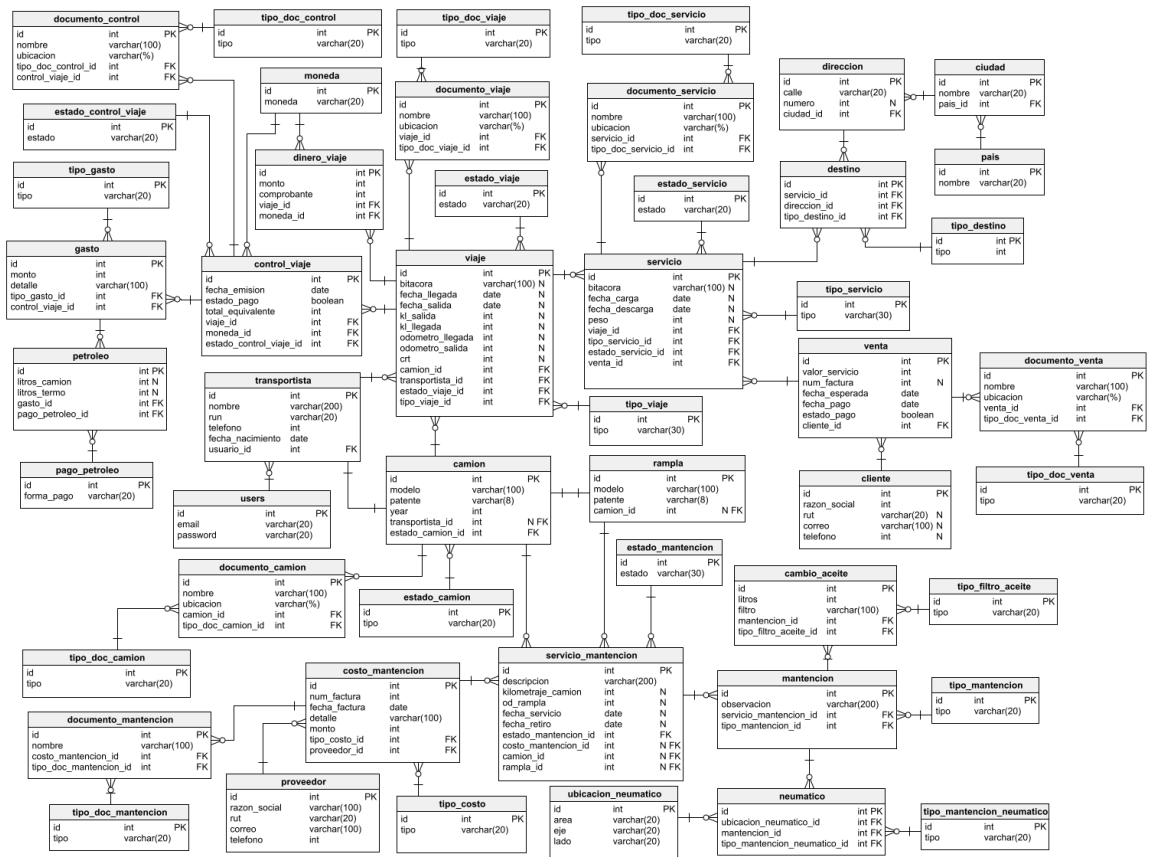 documento_control
id int PK
nombre varchar(100)
ubicacion varchar(%)
tipo_doc_control_id int FK
control_viaje_id int FK
tipo_doc_control
id int PK
tipo varchar(20)
tipo_doc_viaje
id int PK
tipo varchar(20)
tipo_doc_servicio
id int PK
tipo varchar(20)
moneda
id int PK
moneda varchar(20)
documento_viaje
id int PK
nombre varchar(100)
ubicacion varchar(%)
viaje_id int FK
tipo_doc_viaje_id int FK
documento_servicio
id int PK
nombre varchar(100)
ubicacion varchar(%)
servicio_id int FK
tipo_doc_servicio_id int FK
direccion
id int PK
calle varchar(20)
numero int N
ciudad_id int FK
ciudad
id int PK
nombre varchar(20)
pais_id int FK
estado_control_viaje
id int PK
estado varchar(20)
dinero_viaje
id int PK
monto int
comprobante int
viaje_id int FK
moneda_id int FK
pais
id int PK
nombre varchar(20)
tipo_gasto
id int PK
tipo varchar(20)
estado_viaje
id int PK
estado varchar(20)
estado_servicio
id int PK
estado varchar(20)
destino
id int PK
servicio_id int FK
direccion_id int FK
tipo_destino_id int FK
tipo_destino
id int PK
tipo int
gasto
id int PK
monto int
detalle varchar(100)
tipo_gasto_id int FK
control_viaje_id int FK
control_viaje
id int PK
fecha_emision date
estado_pago boolean
total_equivalente int
viaje_id int FK
moneda_id int FK
estado_control_viaje_id int FK
viaje
id int PK
bitacora varchar(100) N
fecha_llegada date N
fecha_salida date N
kl_salida int N
kl_llegada int N
odometro_llegada int N
odometro_salida int N
crt int N
camion_id int FK
transportista_id int FK
estado_viaje_id int FK
tipo_viaje_id int FK
servicio
id int PK
bitacora varchar(100) N
fecha_carga date N
fecha_descarga date N
peso int N
viaje_id int FK
tipo_servicio_id int FK
estado_servicio_id int FK
venta_id int FK
tipo_servicio
id int PK
tipo varchar(30)
petroleo
id int PK
litros_camion int N
litros_termo int N
gasto_id int FK
pago_petroleo_id int FK
transportista
id int PK
nombre varchar(200)
run varchar(20)
telefono int
fecha_nacimiento date
usuario_id int FK
tipo_viaje
id int PK
tipo varchar(30)
venta
id int PK
valor_servicio int
num_factura int N
fecha_esperada date
fecha_pago date
estado_pago boolean
cliente_id int FK
documento_venta
id int PK
nombre varchar(100)
ubicacion varchar(%)
venta_id int FK
tipo_doc_venta_id int FK
pago_petroleo
id int PK
forma_pago varchar(20)
users
id int PK
email varchar(20)
password varchar(20)
camion
id int PK
modelo varchar(100)
patente varchar(8)
year int
transportista_id int N FK
estado_camion_id int FK
rampla
id int PK
modelo varchar(100)
patente varchar(8)
camion_id int N FK
cliente
id int PK
razon_social int
rut varchar(20) N
correo varchar(100) N
telefono int N
tipo_doc_venta
id int PK
tipo varchar(20)
documento_camion
id int PK
nombre varchar(100)
ubicacion varchar(%)
camion_id int FK
tipo_doc_camion_id int FK
estado_camion
id int PK
tipo varchar(20)
estado_mantencion
id int PK
estado varchar(30)
cambio_aceite
id int PK
litros int
filtro varchar(100)
mantencion_id int FK
tipo_filtro_aceite_id int FK
tipo_filtro_aceite
id int PK
tipo varchar(20)
tipo_doc_camion
id int PK
tipo varchar(20)
costo_mantencion
id int PK
num_factura int
fecha_factura date
detalle varchar(100)
monto int
tipo_costo_id int FK
proveedor_id int FK
servicio_mantencion
id int PK
descripcion varchar(200)
kilometraje_camion int N
od_rampla int N
fecha_servicio date N
fecha_retiro date N
estado_mantencion_id int FK
costo_mantencion_id int N FK
camion_id int N FK
rampla_id int N FK
mantencion
id int PK
observacion varchar(200)
servicio_mantencion_id int FK
tipo_mantencion_id int FK
tipo_mantencion
id int PK
tipo varchar(20)
documento_mantencion
id int PK
nombre varchar(100)
costo_mantencion_id int FK
tipo_doc_mantencion_id int FK
proveedor
id int PK
razon_social varchar(100)
rut varchar(20)
correo varchar(100)
telefono int
tipo_costo
id int PK
tipo varchar(20)
ubicacion_neumatico
id int PK
area varchar(20)
eje varchar(20)
lado varchar(20)
neumatico
id int PK
ubicacion_neumatico_id int FK
mantencion_id int FK
tipo_mantencion_neumatico_id int FK
tipo_mantencion_neumatico
id int PK
tipo varchar(20)
tipo_doc_mantencion
id int PK
tipo varchar(20)